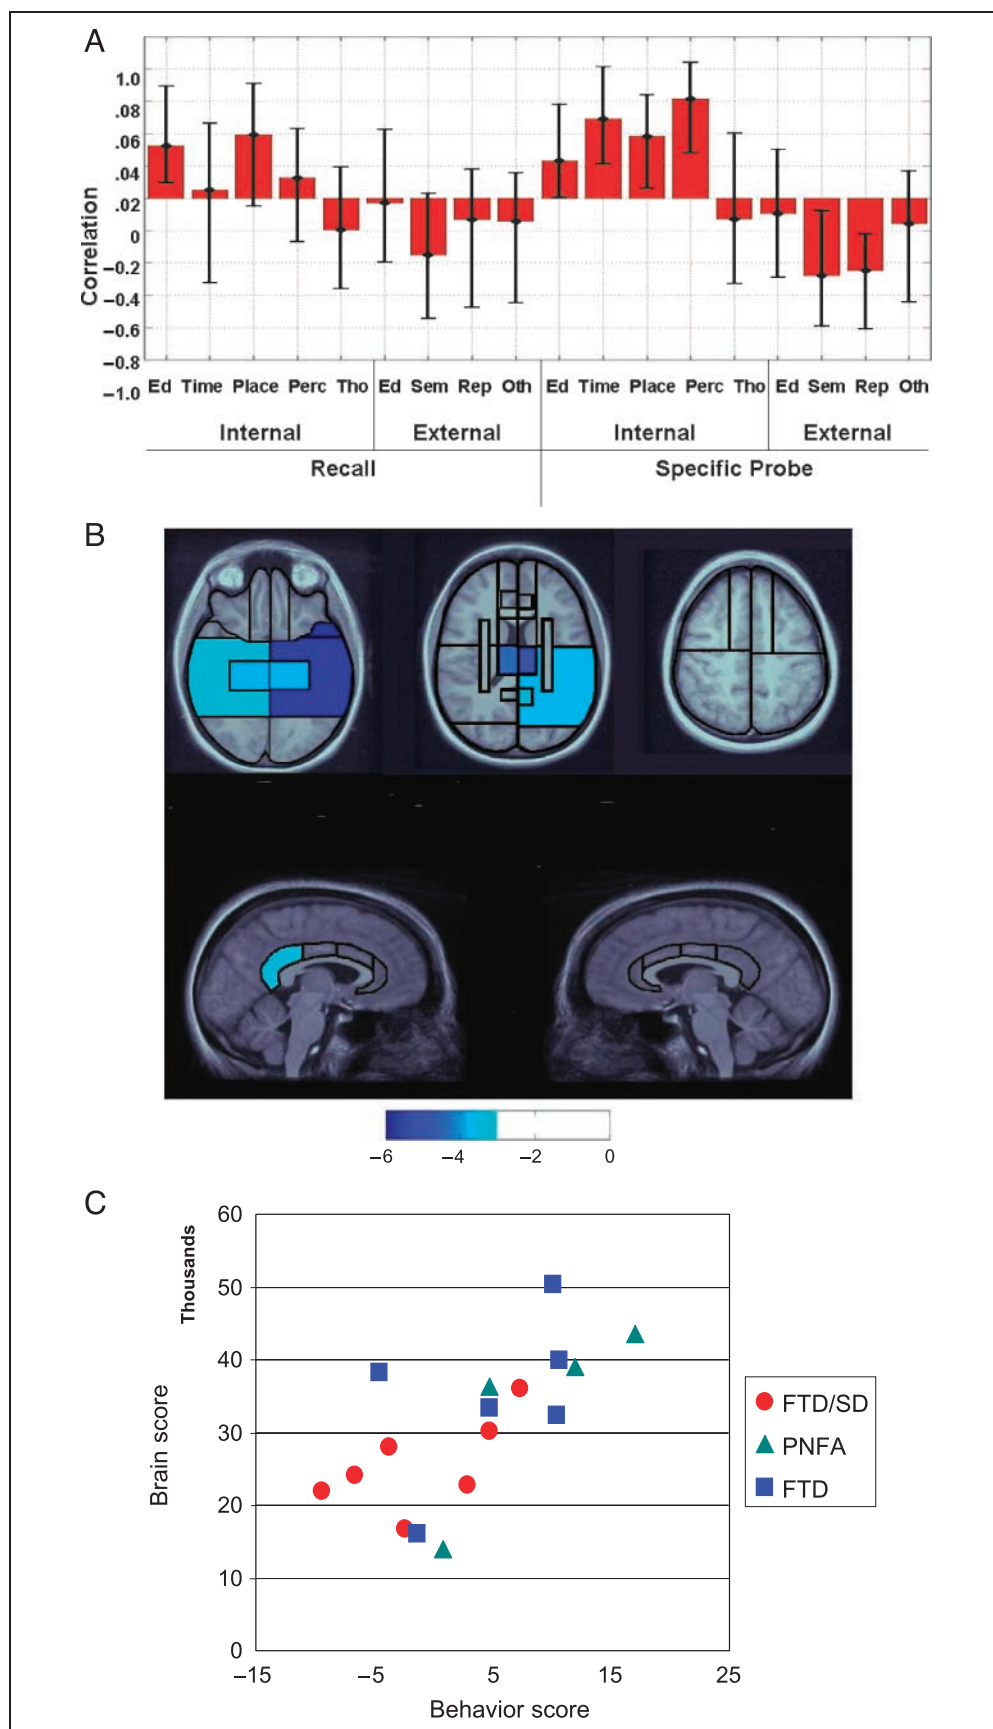 A
Correlation
1.0
.08
.06
.04
.02
0
–0.2
–0.4
–0.6
–0.8
–1.0
Ed Time Place Perc Tho Ed Sem Rep Oth Ed Time Place Perc Tho Ed Sem Rep Oth
Internal External Internal External
Recall Specific Probe
B
–6 –4 –2 0
C
Thousands
Brain score
60
50
40
30
20
10
0
–15 –5 5 15 25
Behavior score
FTD/SD
PNFA
FTD